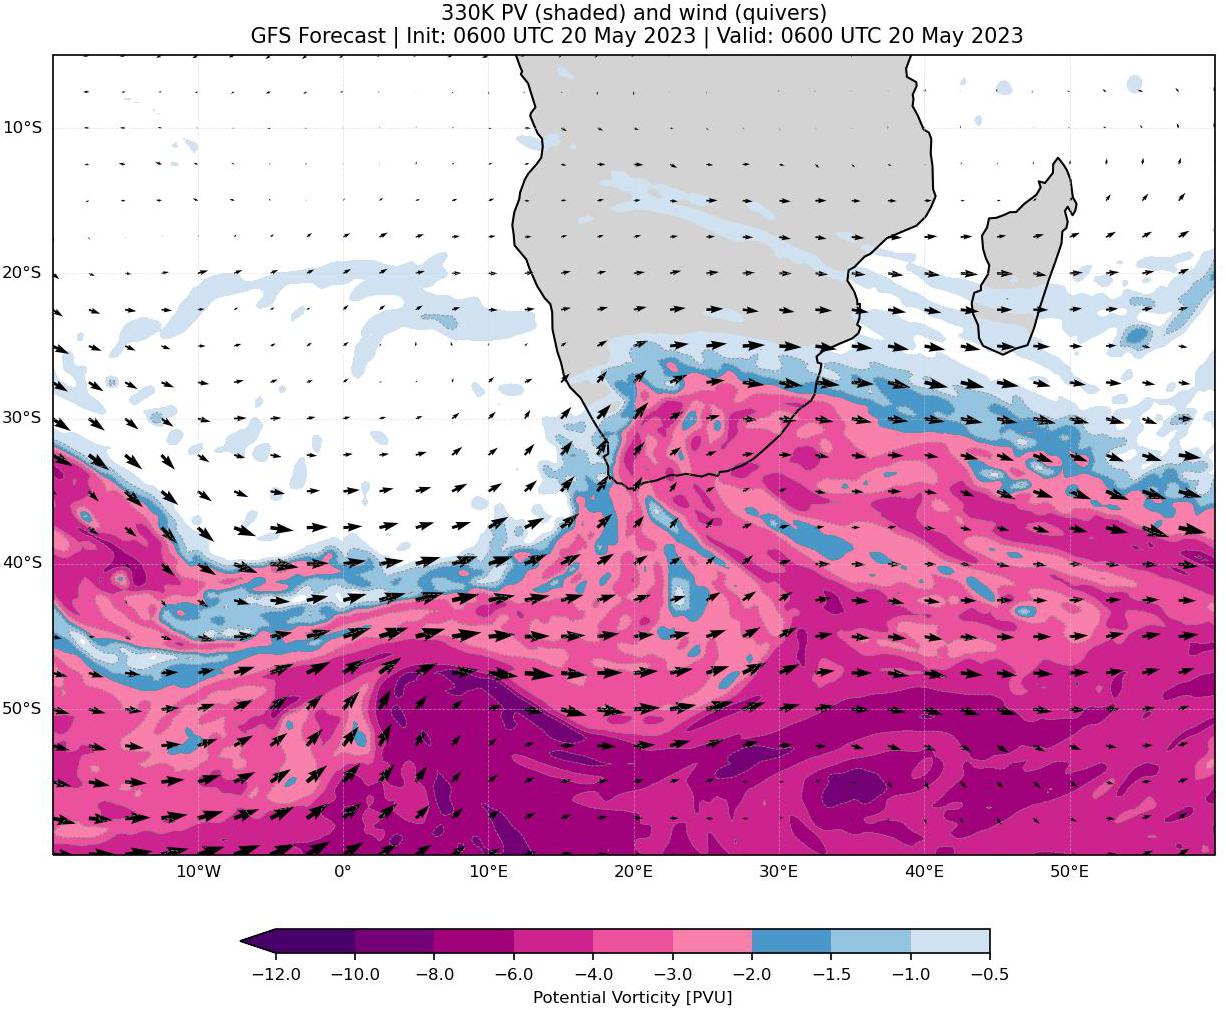 330K PV (shaded) and wind (quivers)
GFS Forecast | Init: 0600 UTC 20 May 2023 | Valid: 0600 UTC 20 May 2023
10°S
20°S
30°S
40°S
50°S
10°W 0° 10°E 20°E 30°E 40°E 50°E
−12.0 −10.0 −8.0 −6.0 −4.0 −3.0 −2.0 −1.5 −1.0 −0.5
Potential Vorticity [PVU]